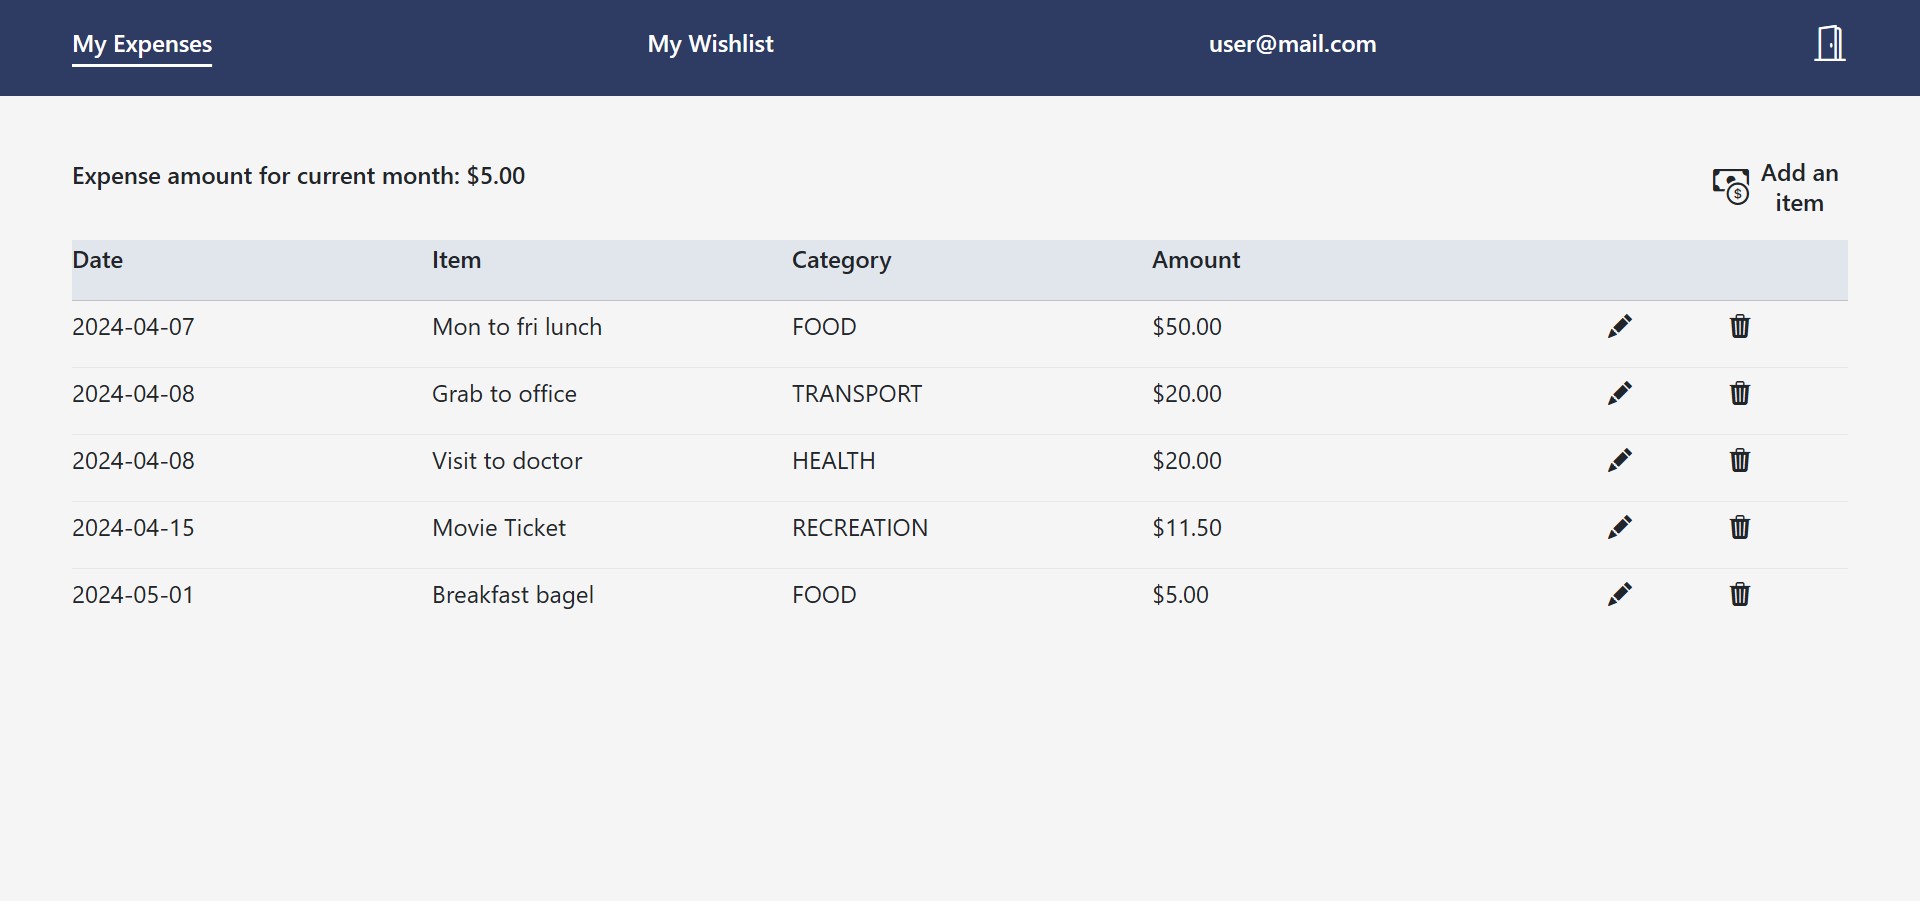 My Expenses My Wishlist user@mail.com
Expense amount for current month: $5.00
Add an
item
Date Item Category Amount
2024-04-07 Mon to fri lunch FOOD $50.00
2024-04-08 Grab to office TRANSPORT $20.00
2024-04-08 Visit to doctor HEALTH $20.00
2024-04-15 Movie Ticket RECREATION $11.50
2024-05-01 Breakfast bagel FOOD $5.00